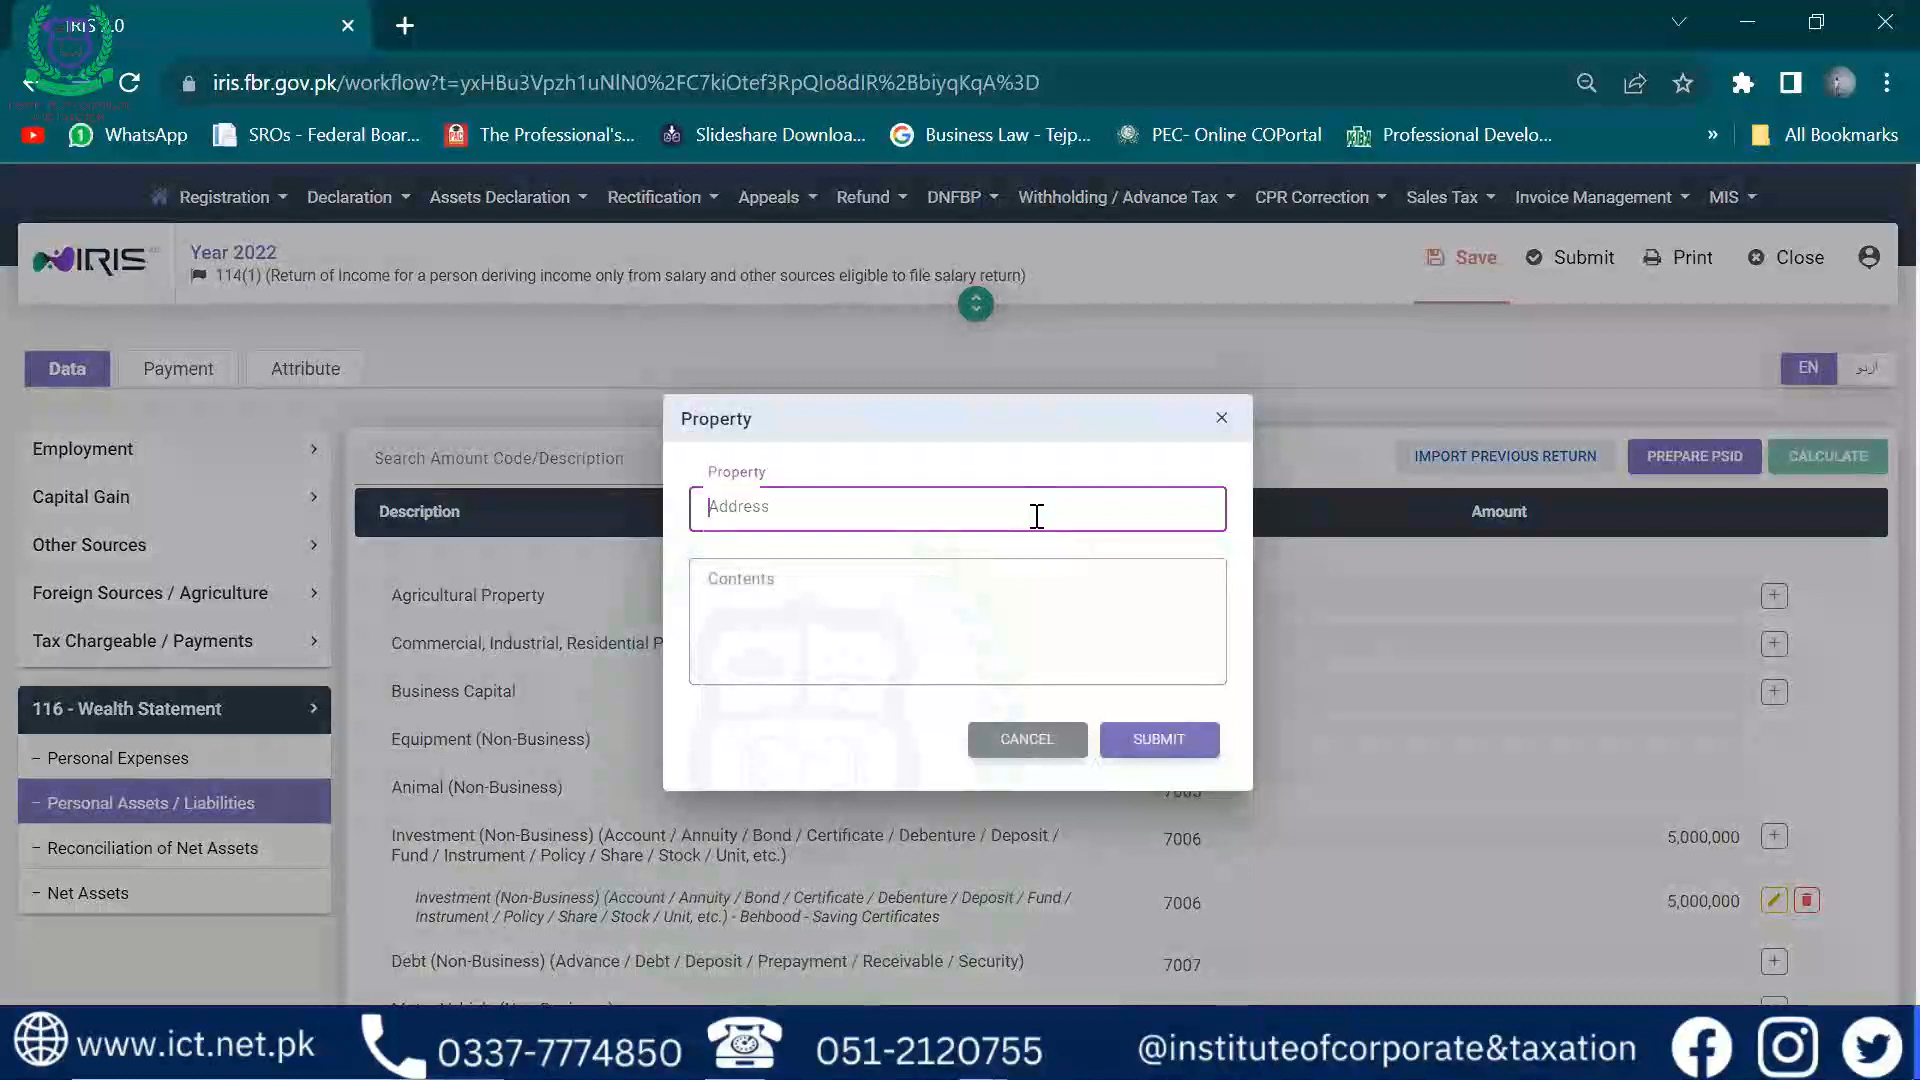 IRIS 2.0
iris.fbr.gov.pk/workflow?t=yxHBu3Vpzh1uNlN0%2FC7kiOtef3RpQIo8dlR%2BbiyqKqA%3D
WhatsApp
SROs - Federal Boar...
The Professional's...
Slideshare Downloa...
Business Law - Tejp...
PEC- Online COPortal
Professional Develo...
»
All Bookmarks
Registration
Declaration
Assets Declaration
Rectification
Appeals
Refund
DNFBP
Withholding / Advance Tax
CPR Correction
Sales Tax
Invoice Management
MIS
IRIS
Year 2022
114(1) (Return of Income for a person deriving income only from salary and other sources eligible to file salary return)
Save
Submit
Print
Close
Data
Payment
Attribute
EN
اردو
Employment
Capital Gain
Other Sources
Foreign Sources / Agriculture
Tax Chargeable / Payments
116 - Wealth Statement
– Personal Expenses
– Personal Assets / Liabilities
– Reconciliation of Net Assets
– Net Assets
Search Amount Code/Description
IMPORT PREVIOUS RETURN
PREPARE PSID
CALCULATE
Description
Amount
Property
Property
Address
Contents
CANCEL
SUBMIT
Agricultural Property
Commercial, Industrial, Residential P
Business Capital
Equipment (Non-Business)
Animal (Non-Business)
7005
Investment (Non-Business) (Account / Annuity / Bond / Certificate / Debenture / Deposit /
Fund / Instrument / Policy / Share / Stock / Unit, etc.)
7006
5,000,000
Investment (Non-Business) (Account / Annuity / Bond / Certificate / Debenture / Deposit / Fund /
Instrument / Policy / Share / Stock / Unit, etc.) - Behbood - Saving Certificates
7006
5,000,000
Debt (Non-Business) (Advance / Debt / Deposit / Prepayment / Receivable / Security)
7007
www.ict.net.pk
0337-7774850
051-2120755
@instituteofcorporate&taxation